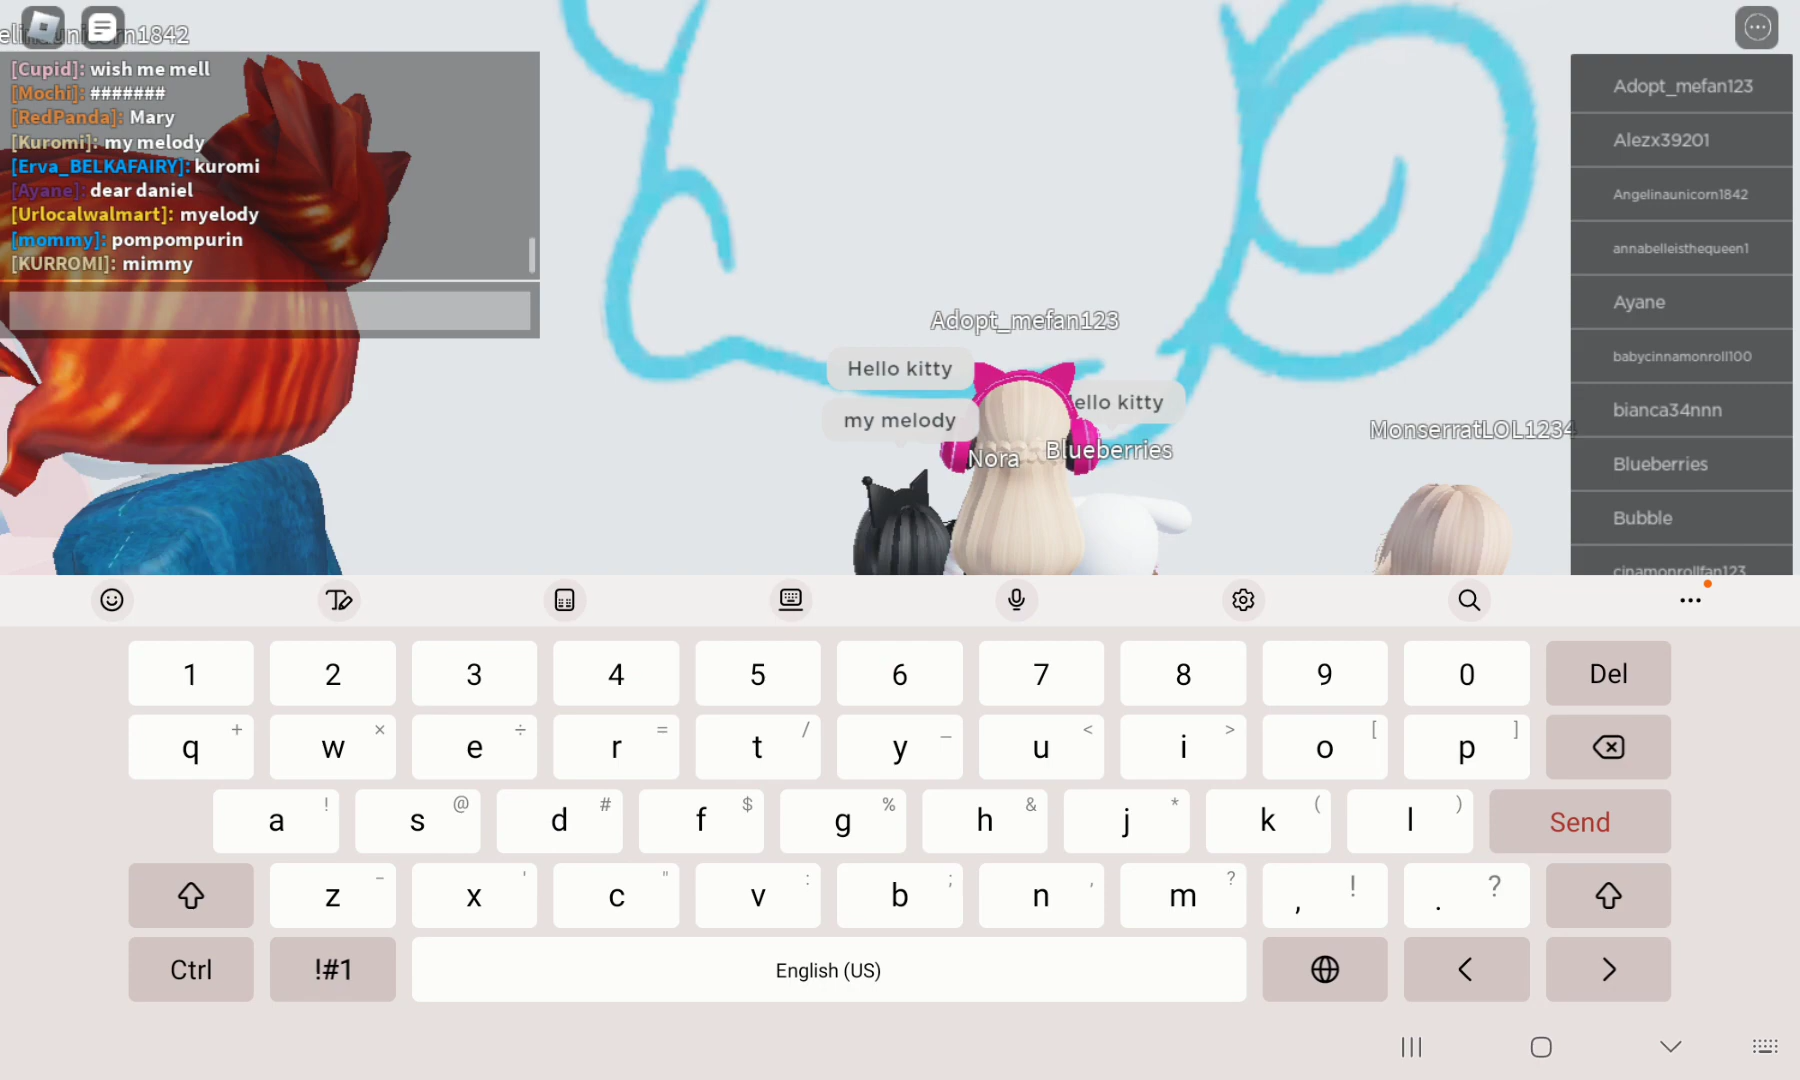 elinaunicorn1842
[Cupid]: wish me mell
[Mochi]: #######
[RedPanda]: Mary
[Kuromi]: my melody
[Erva_BELKAFAIRY]: kuromi
[Ayane]: dear daniel
[Urlocalwalmart]: myelody
[mommy]: pompompurin
[KURROMI]: mimmy
Adopt_mefan123
Hello kitty
ello kitty
my melody
Nora
Blueberries
MonserratLOL1234
Adopt_mefan123
Alezx39201
Angelinaunicorn1842
annabelleisthequeen1
Ayane
babycinnamonroll100
bianca34nnn
Blueberries
Bubble
cinamonrollfan123
1 2 3 4 5 6 7 8 9 0 Del
q + w × e ÷ r = t / y _ u < i > o [ p ]
a ! s @ d # f $ g % h & j * k ( l ) Send
z - x ' c " v : b ; n , m ? , ! . ?
Ctrl !#1 English (US)